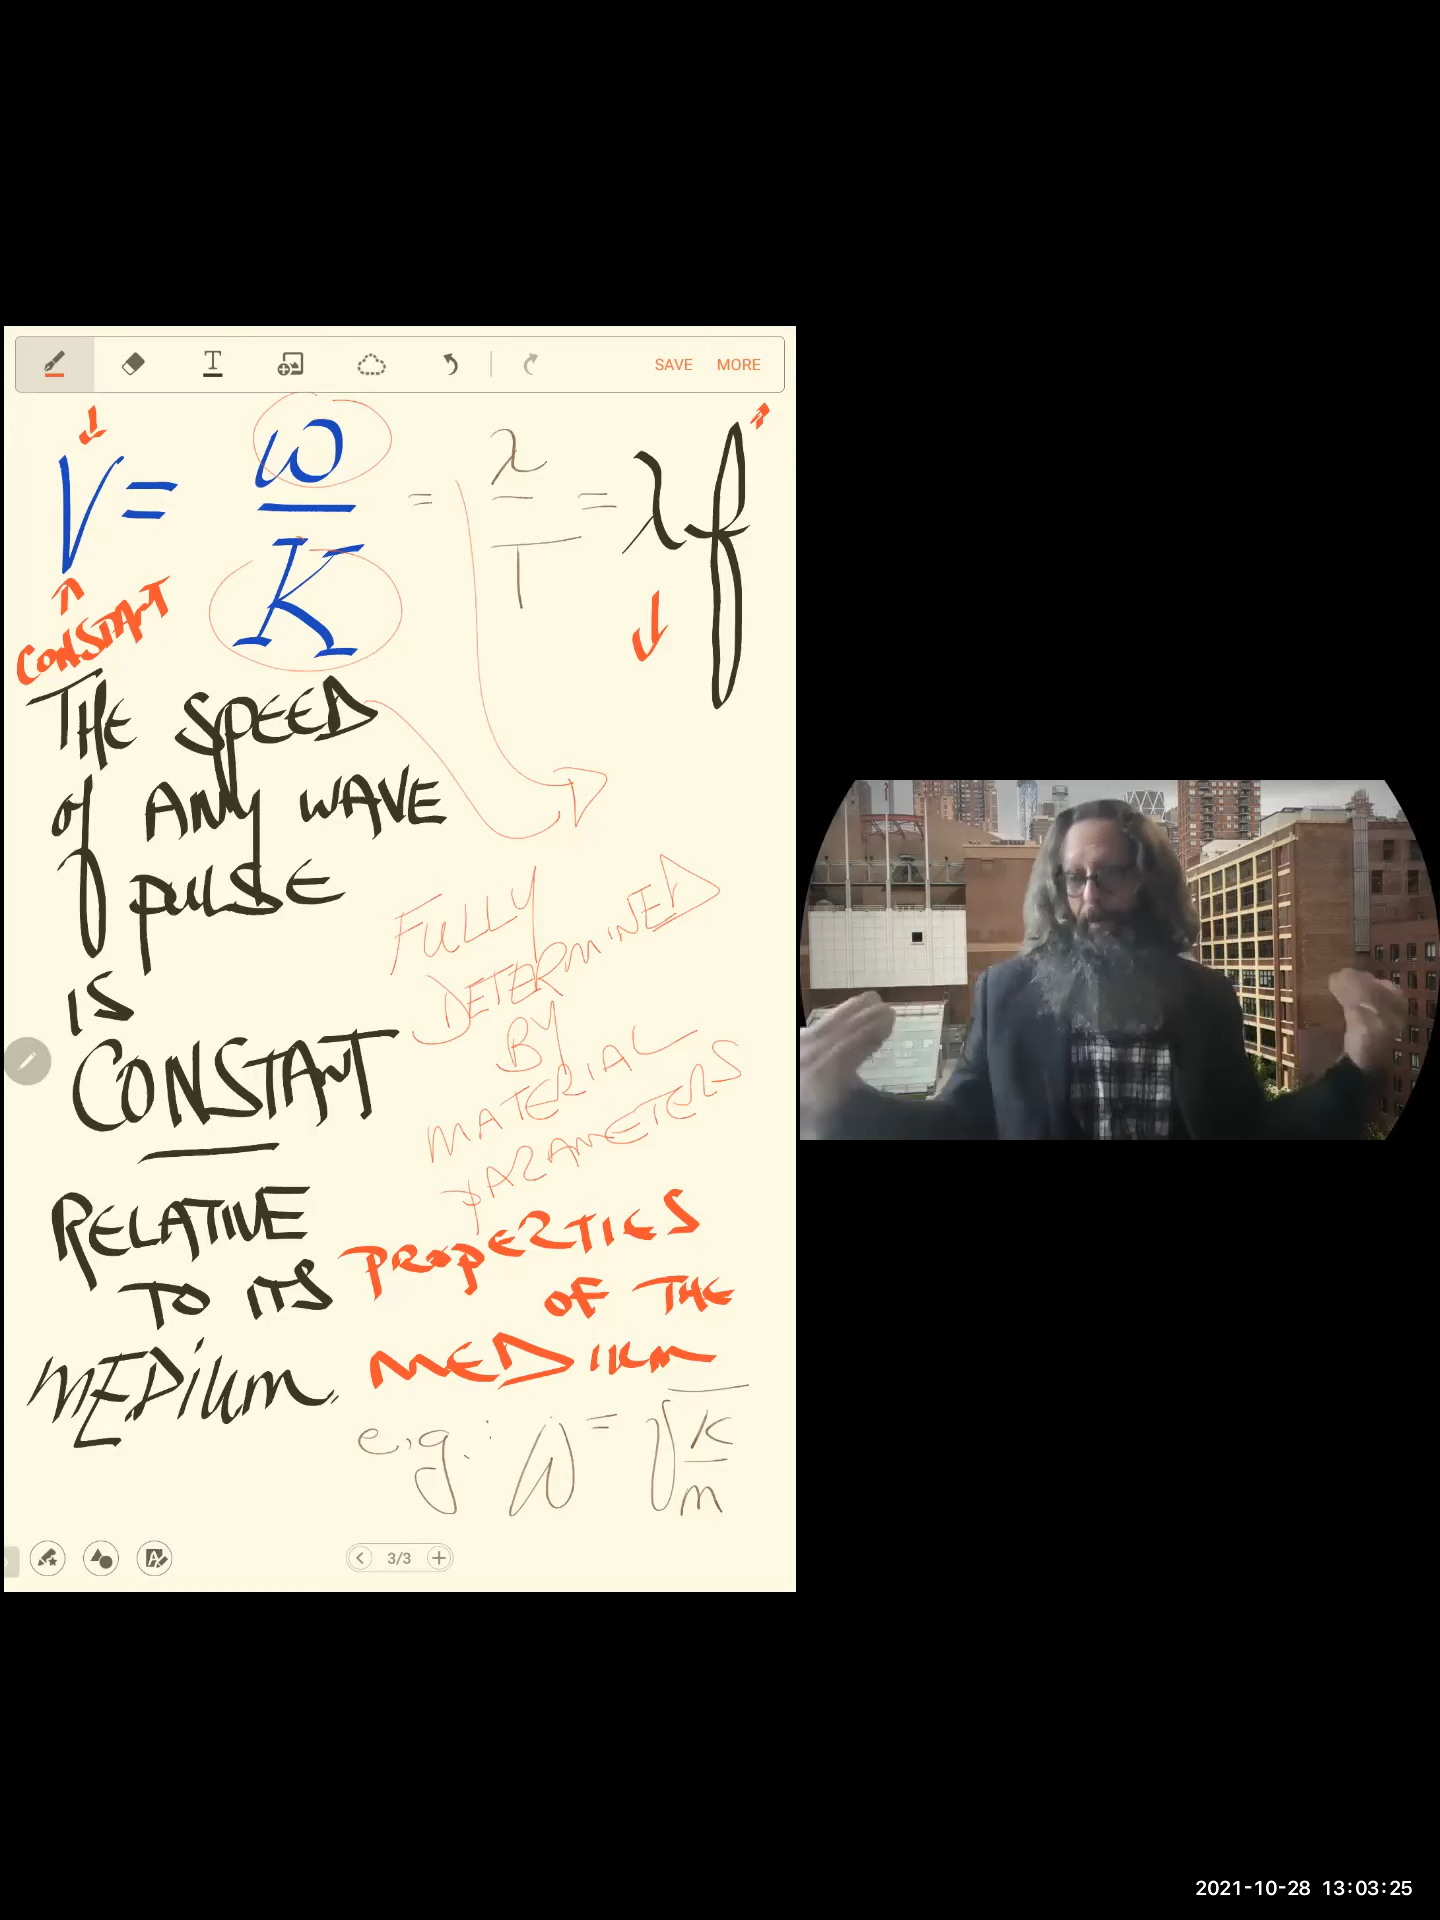 SAVE MORE
V = ω/K = λ/T = λf
CONSTANT
THE SPEED
of ANY WAVE
pulse
IS
CONSTANT
RELATIVE
TO ITS
MEDIUM.
FULLY
DETERMINED
BY
MATERIAL
PARAMETERS
PROPERTIES
OF THE
MEDIUM
e.g.: ω = √K/m
3/3
2021-10-28 13:03:25